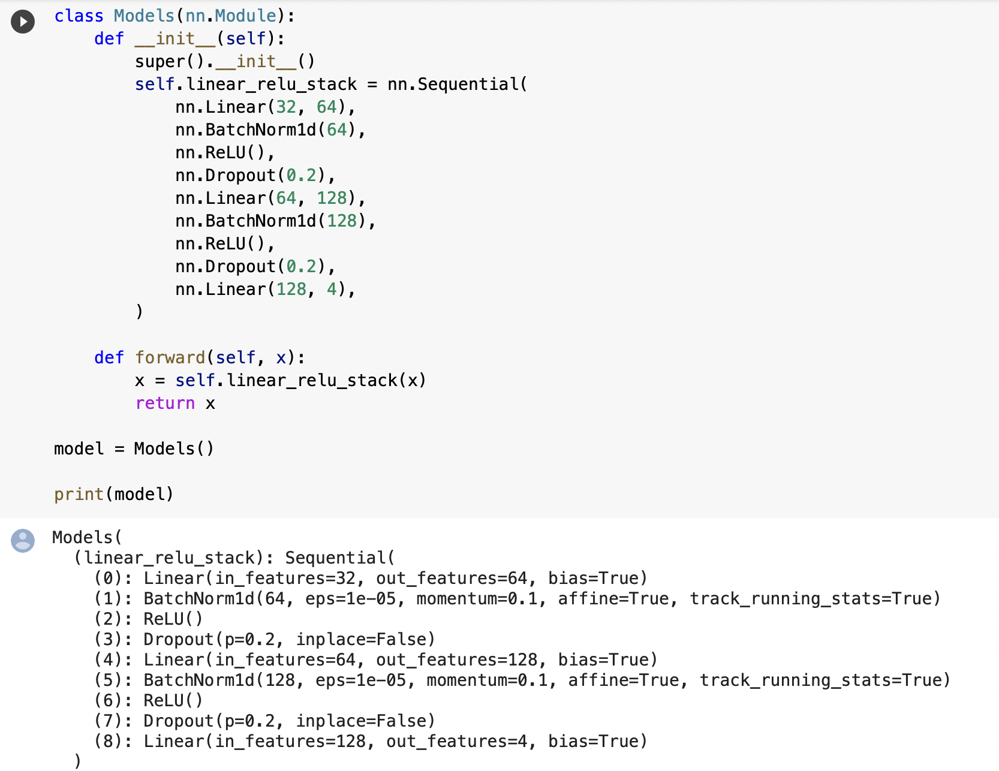 class Models(nn.Module):
    def __init__(self):
        super().__init__()
        self.linear_relu_stack = nn.Sequential(
            nn.Linear(32, 64),
            nn.BatchNorm1d(64),
            nn.ReLU(),
            nn.Dropout(0.2),
            nn.Linear(64, 128),
            nn.BatchNorm1d(128),
            nn.ReLU(),
            nn.Dropout(0.2),
            nn.Linear(128, 4),
        )

    def forward(self, x):
        x = self.linear_relu_stack(x)
        return x

model = Models()

print(model)
Models(
  (linear_relu_stack): Sequential(
    (0): Linear(in_features=32, out_features=64, bias=True)
    (1): BatchNorm1d(64, eps=1e-05, momentum=0.1, affine=True, track_running_stats=True)
    (2): ReLU()
    (3): Dropout(p=0.2, inplace=False)
    (4): Linear(in_features=64, out_features=128, bias=True)
    (5): BatchNorm1d(128, eps=1e-05, momentum=0.1, affine=True, track_running_stats=True)
    (6): ReLU()
    (7): Dropout(p=0.2, inplace=False)
    (8): Linear(in_features=128, out_features=4, bias=True)
  )